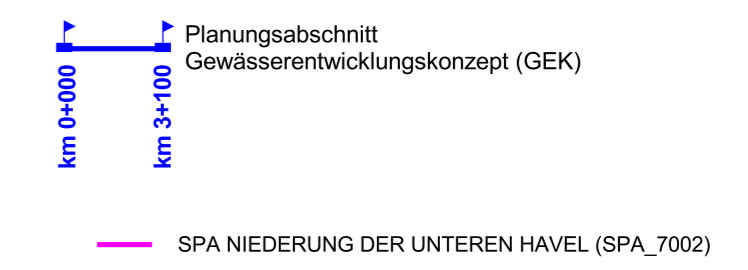 Planungsabschnitt
Gewässerentwicklungskonzept (GEK)
km 0+000
km 3+100
SPA NIEDERUNG DER UNTEREN HAVEL (SPA_7002)